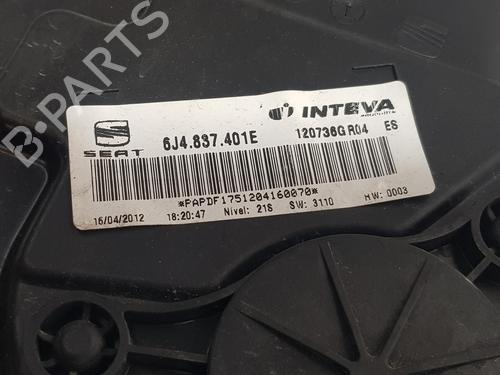 B-PARTS
SEAT
6J4.837.401E
INTEVA
120736G R04 ES
*PAPDF1751204160070*
16/04/2012 18:20:47 Nivel: 21S SW: 3110 HW: 0003